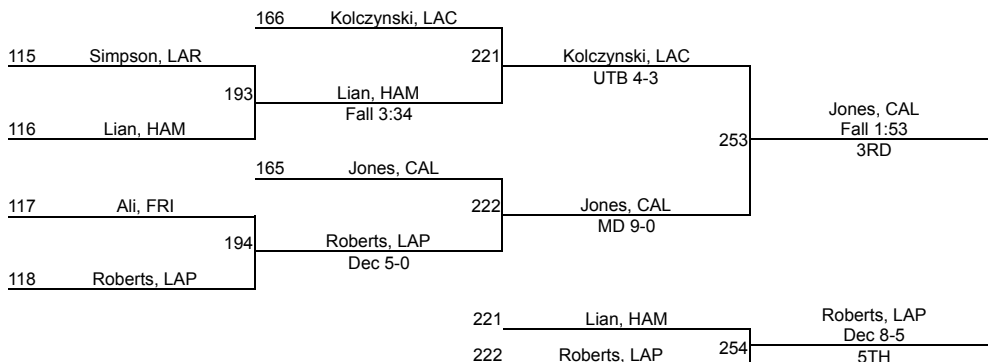 166 Kolczynski, LAC
115 Simpson, LAR 221 Kolczynski, LAC
UTB 4-3
193 Lian, HAM
Fall 3:34
Jones, CAL
116 Lian, HAM Fall 1:53
253
3RD
165 Jones, CAL
117 Ali, FRI 222 Jones, CAL
MD 9-0
194 Roberts, LAP
Dec 5-0
118 Roberts, LAP
221 Lian, HAM Roberts, LAP
Dec 8-5
254
222 Roberts, LAP 5TH